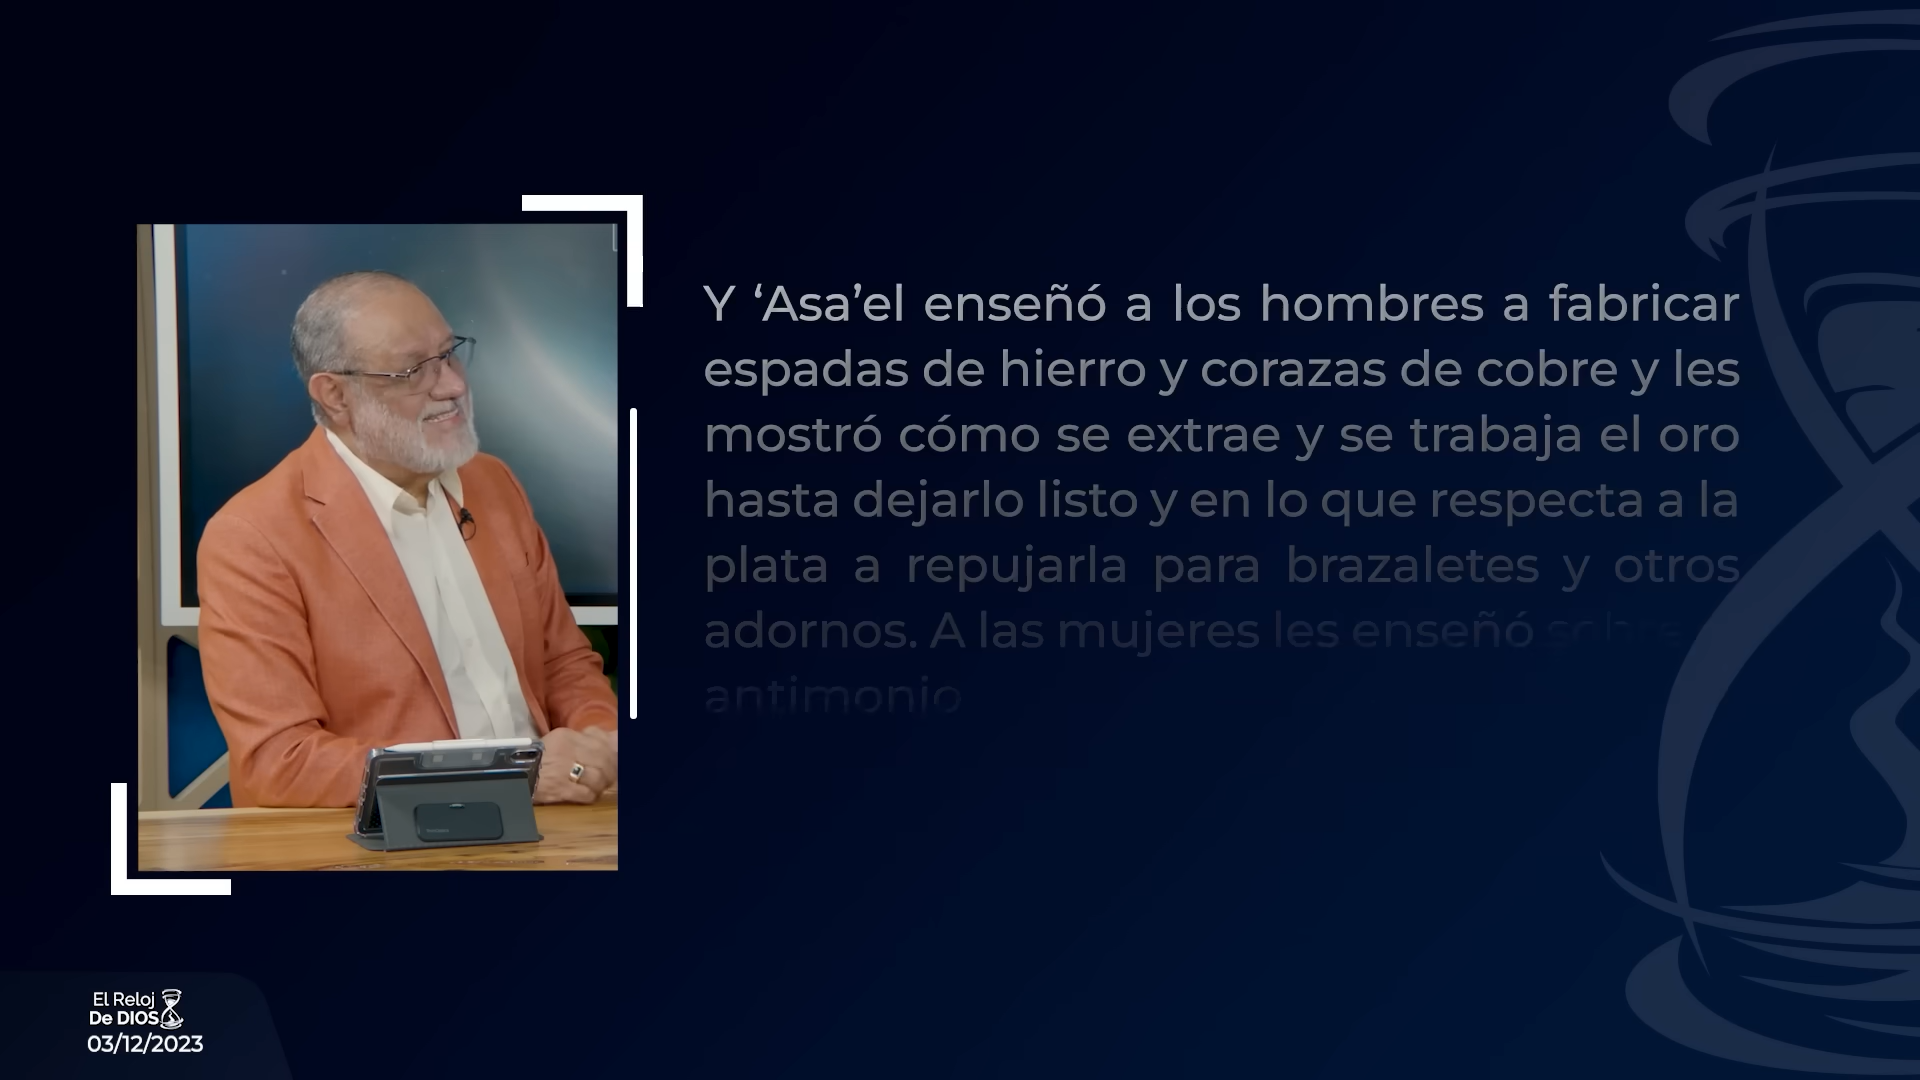 Y ‘Asa’el enseñó a los hombres a fabricar
espadas de hierro y corazas de cobre y les
mostró cómo se extrae y se trabaja el oro
hasta dejarlo listo y en lo que respecta a la
plata a repujarla para brazaletes y otros
adornos. A las mujeres les enseñó sobre
antimonio
El Reloj
De DIOS
03/12/2023